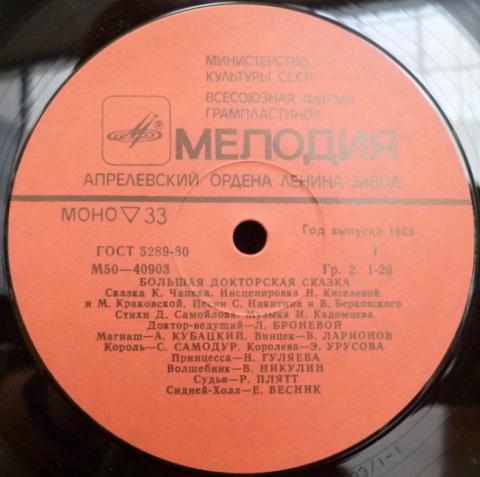 МИНИСТЕРСТВО
КУЛЬТУРЫ СССР
ВСЕСОЮЗНАЯ ФИРМА
ГРАМПЛАСТИНОК
МЕЛОДИЯ
АПРЕЛЕВСКИЙ ОРДЕНА ЛЕНИНА ЗАВОД
МОНО ▽ 33
Год выпуска 1986
ГОСТ 5289-80
1
М50—40903
Гр. 2. 1-20
БОЛЬШАЯ ДОКТОРСКАЯ СКАЗКА
Сказка К. Чапека. Инсценировка Н. Киселевой
и М. Краковской. Песни С. Никитина и В. Берковского
Стихи Д. Самойлова. Музыка И. Кадомцева
Доктор-ведущий—Л. БРОНЕВОЙ
Магиаш—А. КУБАЦКИЙ. Винцек—В. ЛАРИОНОВ
Король—С. САМОДУР. Королева—Э. УРУСОВА
Принцесса—Н. ГУЛЯЕВА
Волшебник—В. НИКУЛИН
Судья—Р. ПЛЯТТ
Сидней-Холл—Е. ВЕСНИК